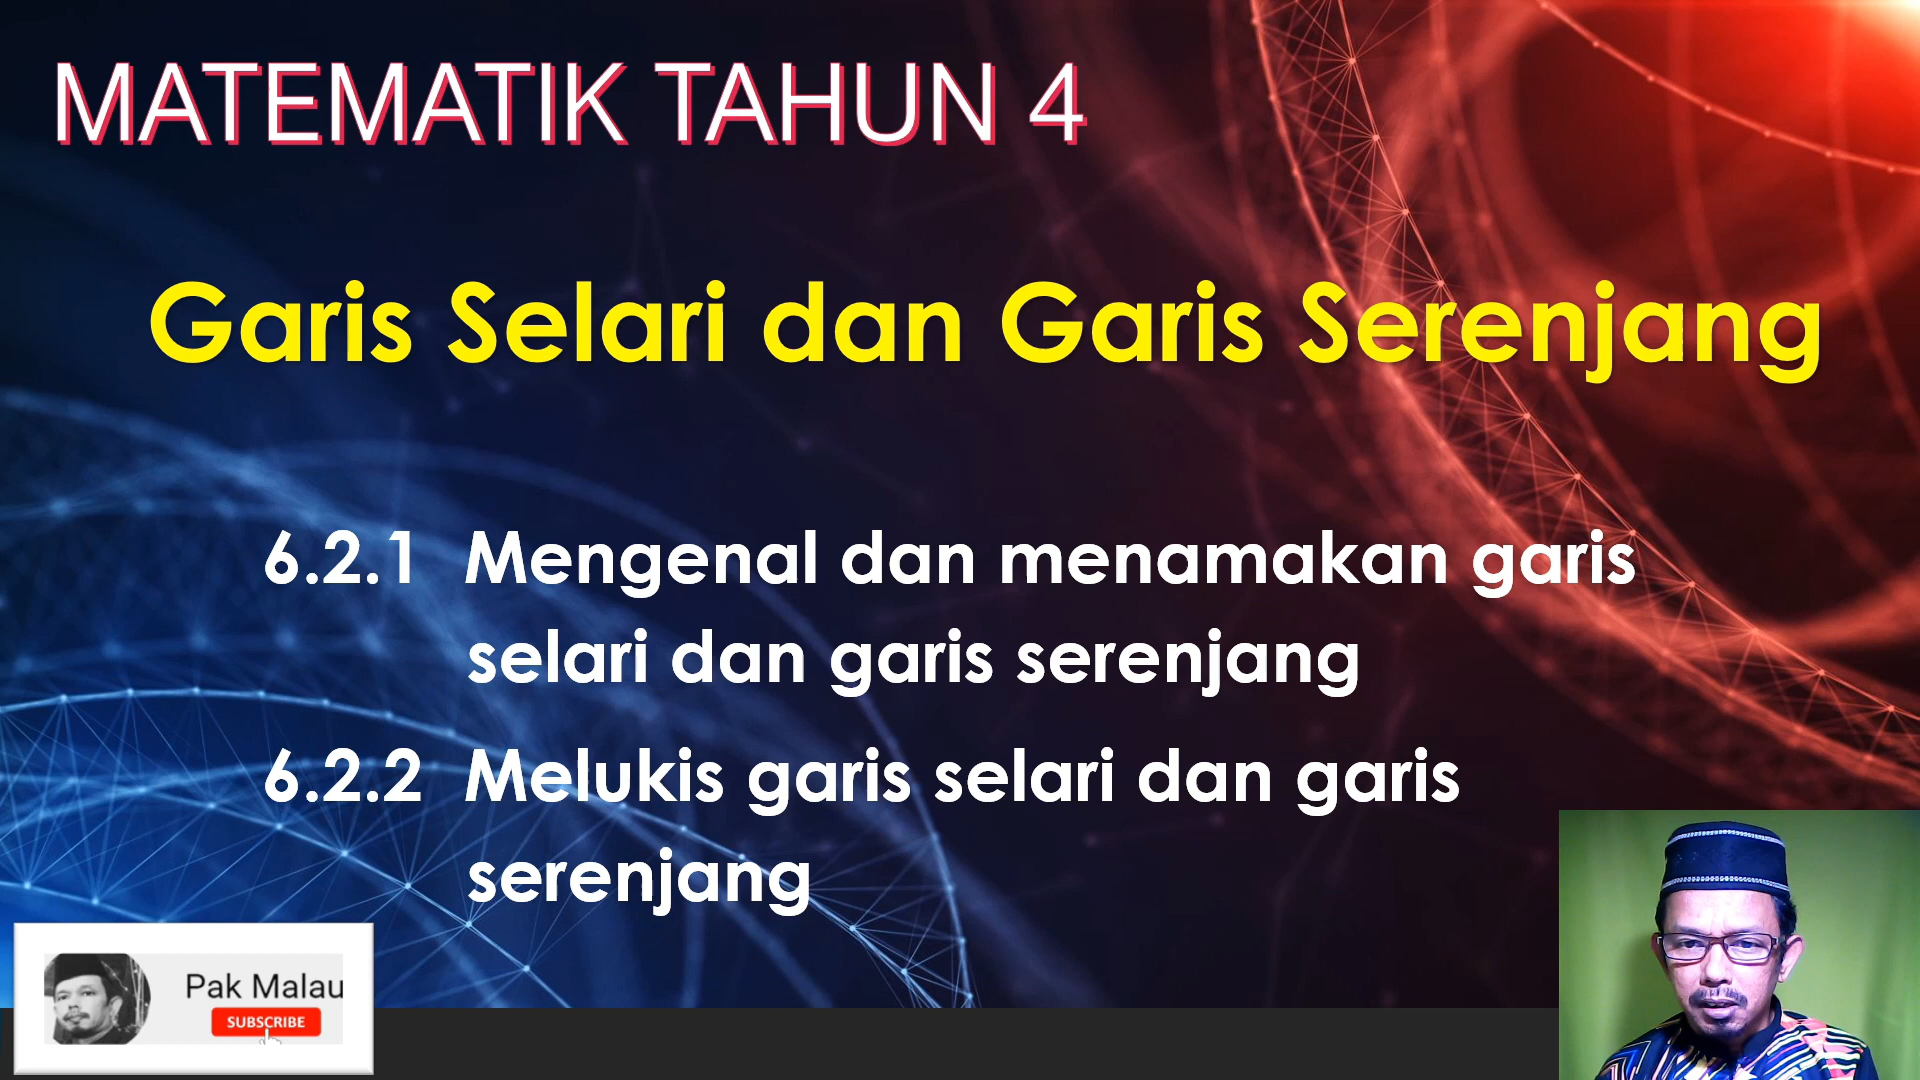 MATEMATIK TAHUN 4
Garis Selari dan Garis Serenjang
6.2.1 Mengenal dan menamakan garis
selari dan garis serenjang
6.2.2 Melukis garis selari dan garis
serenjang
Pak Malau
SUBSCRIBE